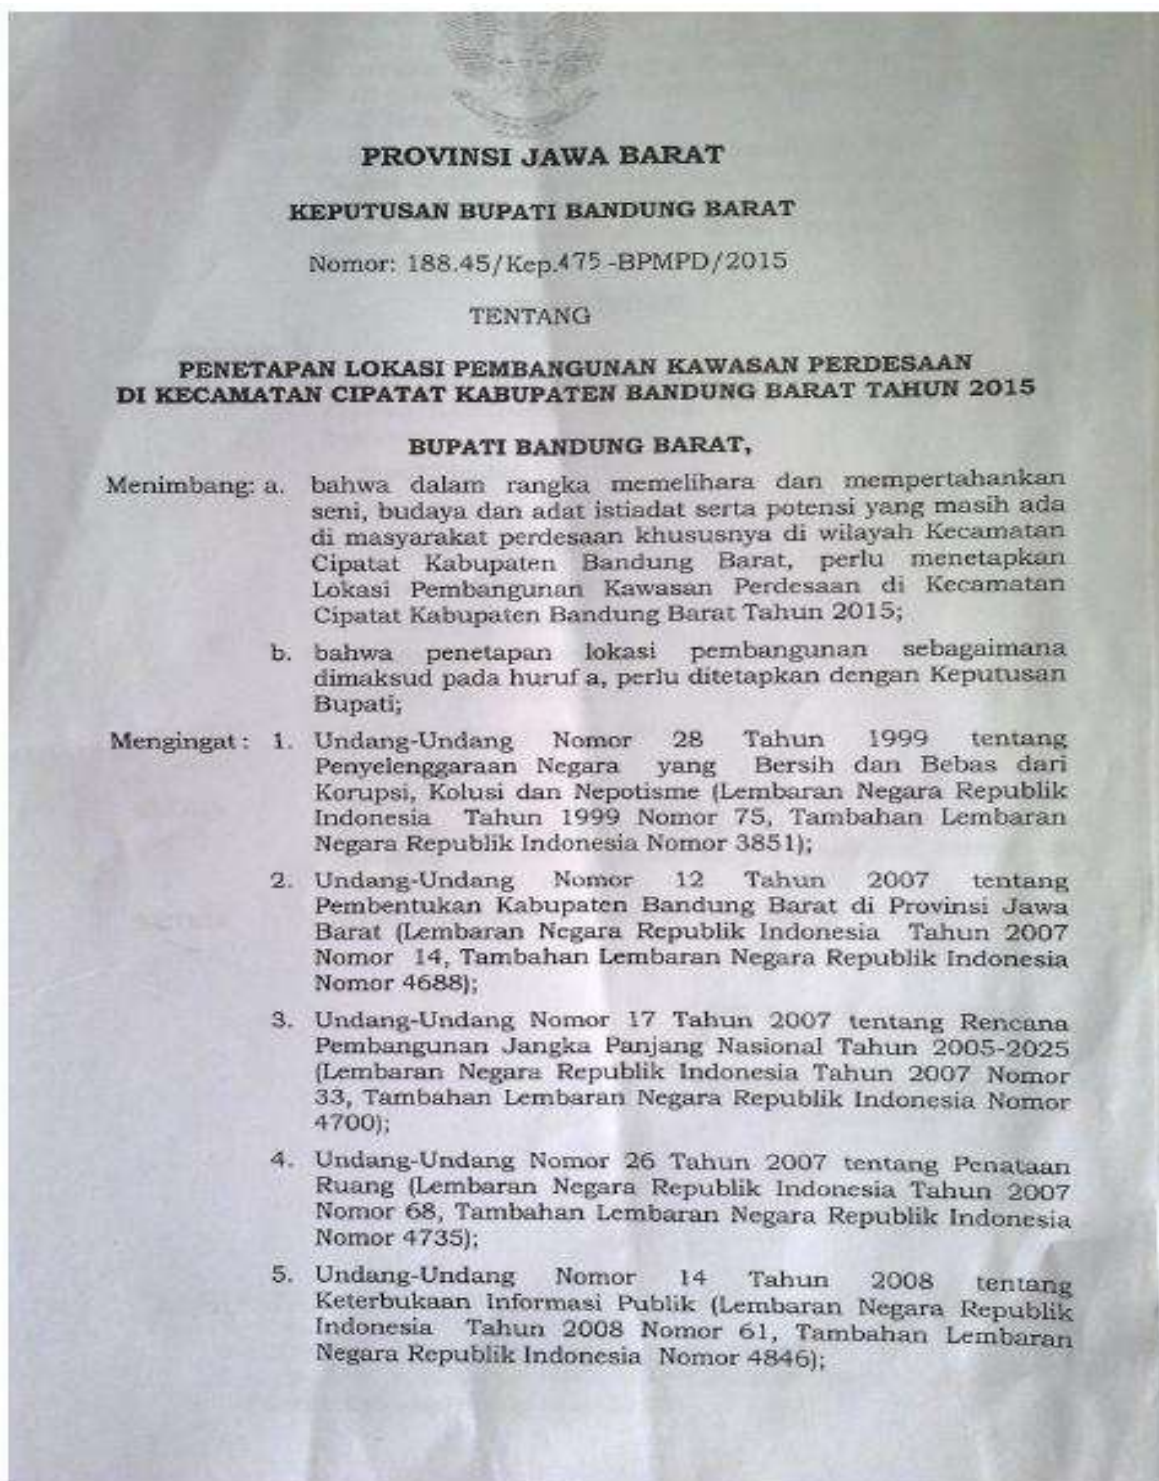 PROVINSI JAWA BARAT
KEPUTUSAN BUPATI BANDUNG BARAT
Nomor: 188.45/Kep.475-BPMPD/2015
TENTANG
PENETAPAN LOKASI PEMBANGUNAN KAWASAN PERDESAAN
DI KECAMATAN CIPATAT KABUPATEN BANDUNG BARAT TAHUN 2015
BUPATI BANDUNG BARAT,
Menimbang: a. bahwa dalam rangka memelihara dan mempertahankan
seni, budaya dan adat istiadat serta potensi yang masih ada
di masyarakat perdesaan khususnya di wilayah Kecamatan
Cipatat Kabupaten Bandung Barat, perlu menetapkan
Lokasi Pembangunan Kawasan Perdesaan di Kecamatan
Cipatat Kabupaten Bandung Barat Tahun 2015;
b. bahwa penetapan lokasi pembangunan sebagaimana
dimaksud pada huruf a, perlu ditetapkan dengan Keputusan
Bupati;
Mengingat : 1. Undang-Undang Nomor 28 Tahun 1999 tentang
Penyelenggaraan Negara yang Bersih dan Bebas dari
Korupsi, Kolusi dan Nepotisme (Lembaran Negara Republik
Indonesia Tahun 1999 Nomor 75, Tambahan Lembaran
Negara Republik Indonesia Nomor 3851);
2. Undang-Undang Nomor 12 Tahun 2007 tentang
Pembentukan Kabupaten Bandung Barat di Provinsi Jawa
Barat (Lembaran Negara Republik Indonesia Tahun 2007
Nomor 14, Tambahan Lembaran Negara Republik Indonesia
Nomor 4688);
3. Undang-Undang Nomor 17 Tahun 2007 tentang Rencana
Pembangunan Jangka Panjang Nasional Tahun 2005-2025
(Lembaran Negara Republik Indonesia Tahun 2007 Nomor
33, Tambahan Lembaran Negara Republik Indonesia Nomor
4700);
4. Undang-Undang Nomor 26 Tahun 2007 tentang Penataan
Ruang (Lembaran Negara Republik Indonesia Tahun 2007
Nomor 68, Tambahan Lembaran Negara Republik Indonesia
Nomor 4735);
5. Undang-Undang Nomor 14 Tahun 2008 tentang
Keterbukaan Informasi Publik (Lembaran Negara Republik
Indonesia Tahun 2008 Nomor 61, Tambahan Lembaran
Negara Republik Indonesia Nomor 4846);